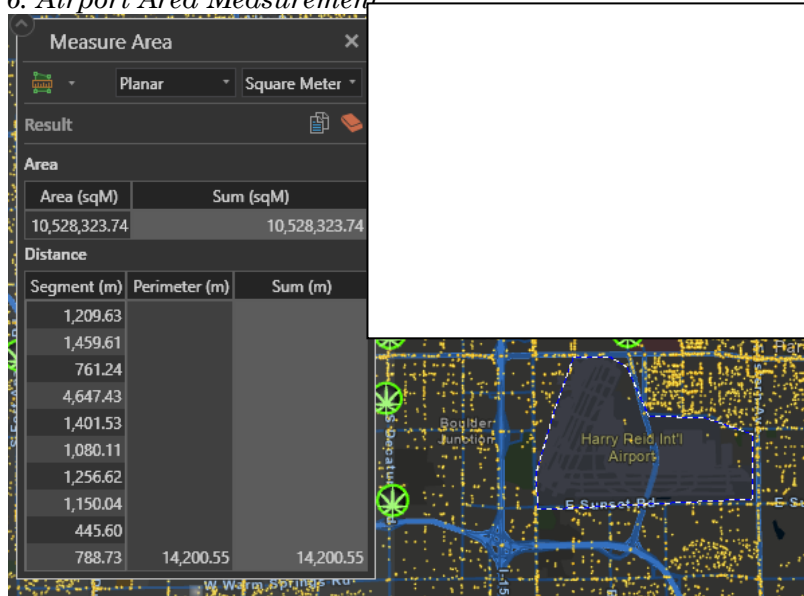 6. Airport Area Measurement
Measure Area
Planar
Square Meter
Result
Area
Area (sqM) Sum (sqM)
10,528,323.74 10,528,323.74
Distance
Segment (m) Perimeter (m) Sum (m)
1,209.63
1,459.61
761.24
4,647.43
1,401.53
1,080.11
1,256.62
1,150.04
445.60
788.73 14,200.55 14,200.55
Boulder
Junction
Harry Reid Int'l
Airport
S Decatur
E Sunset Rd
I-15
W Warm Springs Rd